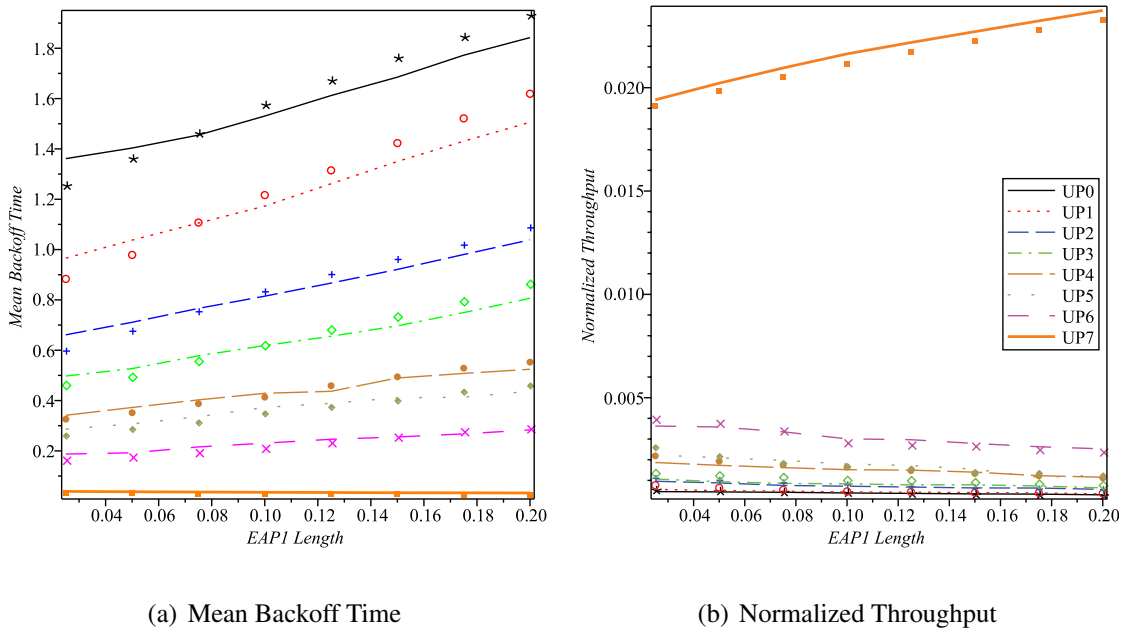 1.8
1.6
1.4
1.2
1.0
0.8
0.6
0.4
0.2
Mean Backoff Time
0.04 0.06 0.08 0.10 0.12 0.14 0.16 0.18 0.20
EAP1 Length
(a) Mean Backoff Time
0.020
0.015
0.010
0.005
Normalized Throughput
UP0
UP1
UP2
UP3
UP4
UP5
UP6
UP7
0.04 0.06 0.08 0.10 0.12 0.14 0.16 0.18 0.20
EAP1 Length
(b) Normalized Throughput